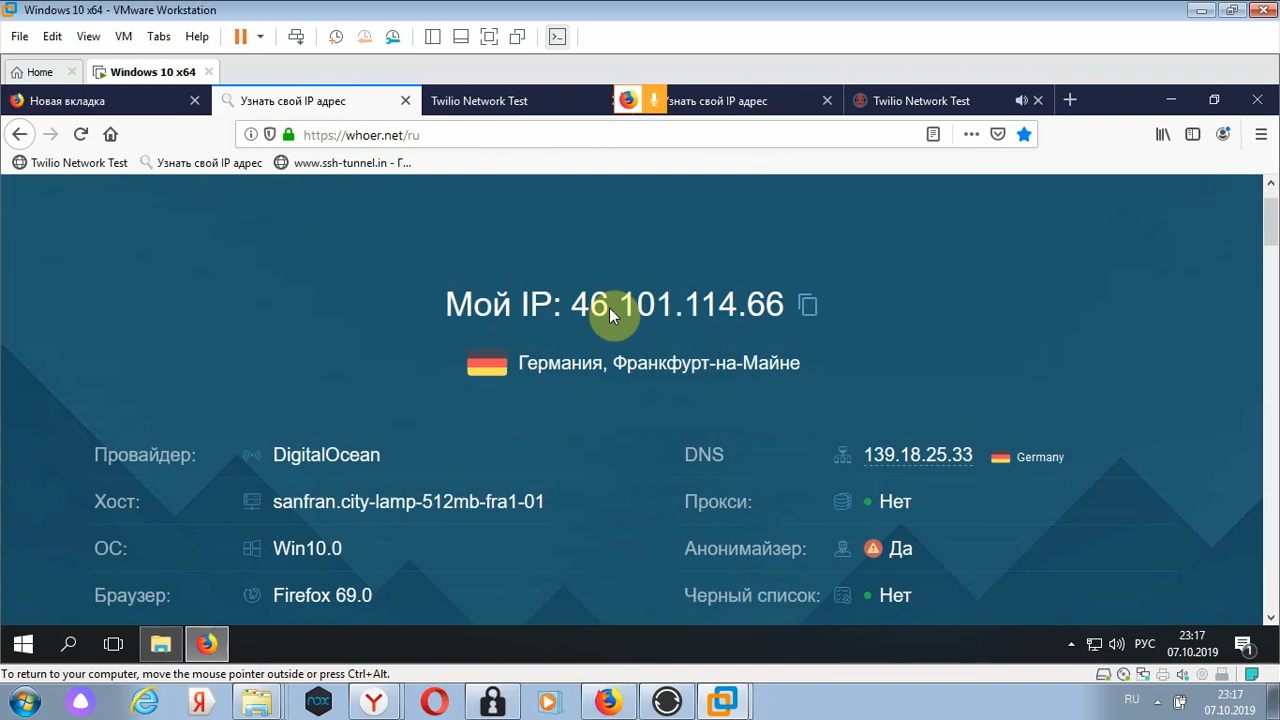 Windows 10 x64 - VMware Workstation
File Edit View VM Tabs Help
Home Windows 10 x64
Новая вкладка Узнать свой IP адрес Twilio Network Test Узнать свой IP адрес Twilio Network Test
https://whoer.net/ru
Twilio Network Test Узнать свой IP адрес www.ssh-tunnel.in - Г...
Мой IP: 46.101.114.66
Германия, Франкфурт-на-Майне
Провайдер: DigitalOcean DNS 139.18.25.33 Germany
Хост: sanfran.city-lamp-512mb-fra1-01 Прокси: Нет
ОС: Win10.0 Анонимайзер: Да
Браузер: Firefox 69.0 Черный список: Нет
РУС 23:17
07.10.2019 1
To return to your computer, move the mouse pointer outside or press Ctrl+Alt.
Я nox Y RU 23:17
07.10.2019